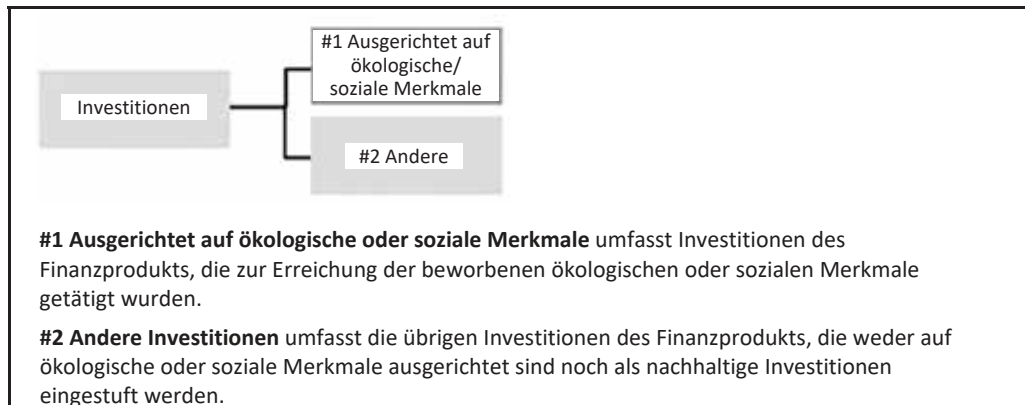 #1 Ausgerichtet auf
ökologische/
soziale Merkmale
Investitionen
#2 Andere
#1 Ausgerichtet auf ökologische oder soziale Merkmale umfasst Investitionen des
Finanzprodukts, die zur Erreichung der beworbenen ökologischen oder sozialen Merkmale
getätigt wurden.
#2 Andere Investitionen umfasst die übrigen Investitionen des Finanzprodukts, die weder auf
ökologische oder soziale Merkmale ausgerichtet sind noch als nachhaltige Investitionen
eingestuft werden.